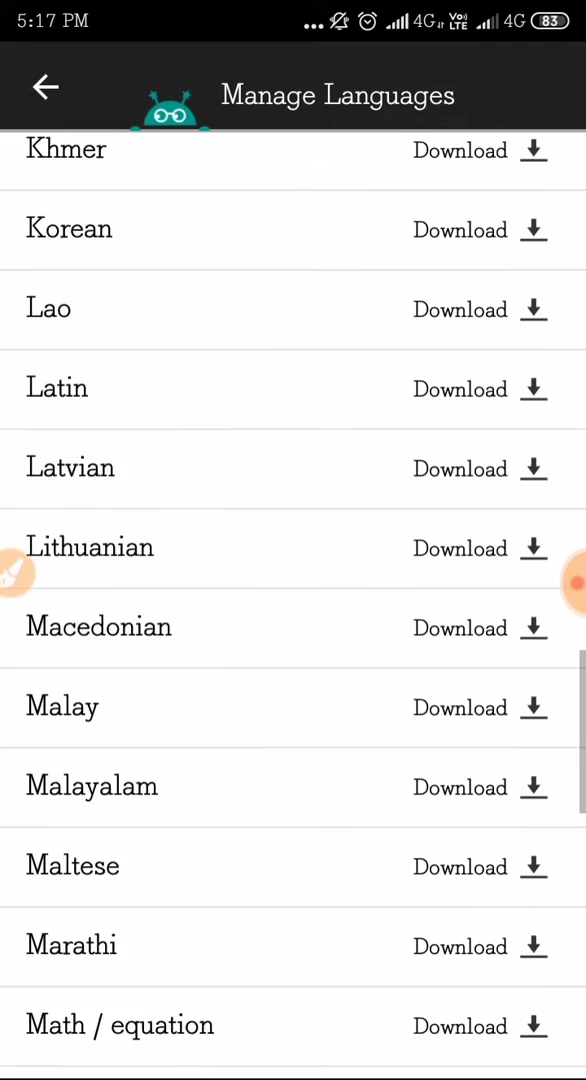 5:17 PM ... 4G Vo) LTE 4G 83
Manage Languages
Khmer Download
Korean Download
Lao Download
Latin Download
Latvian Download
Lithuanian Download
Macedonian Download
Malay Download
Malayalam Download
Maltese Download
Marathi Download
Math / equation Download